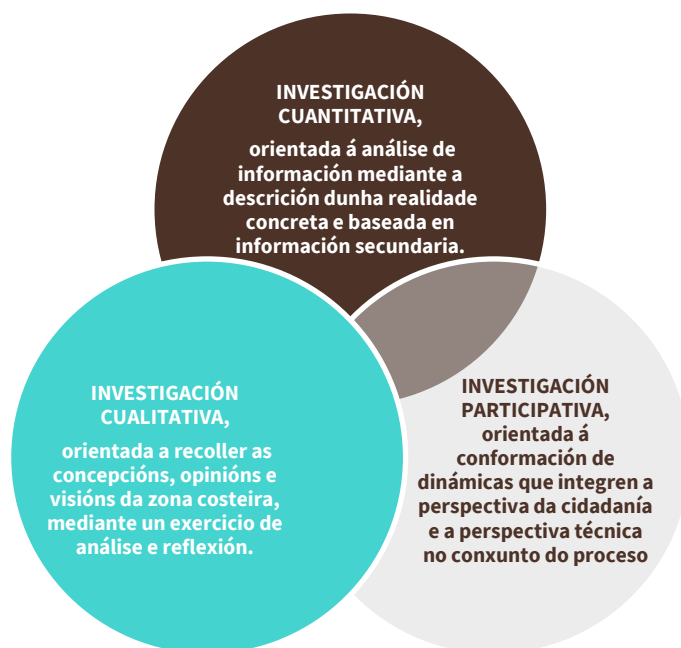 INVESTIGACIÓN
CUANTITATIVA,
orientada á análise de
información mediante a
descrición dunha realidade
concreta e baseada en
información secundaria.
INVESTIGACIÓN
CUALITATIVA,
orientada a recoller as
concepcións, opinións e
visións da zona costeira,
mediante un exercicio de
análise e reflexión.
INVESTIGACIÓN
PARTICIPATIVA,
orientada á
conformación de
dinámicas que integren a
perspectiva da cidadanía
e a perspectiva técnica
no conxunto do proceso